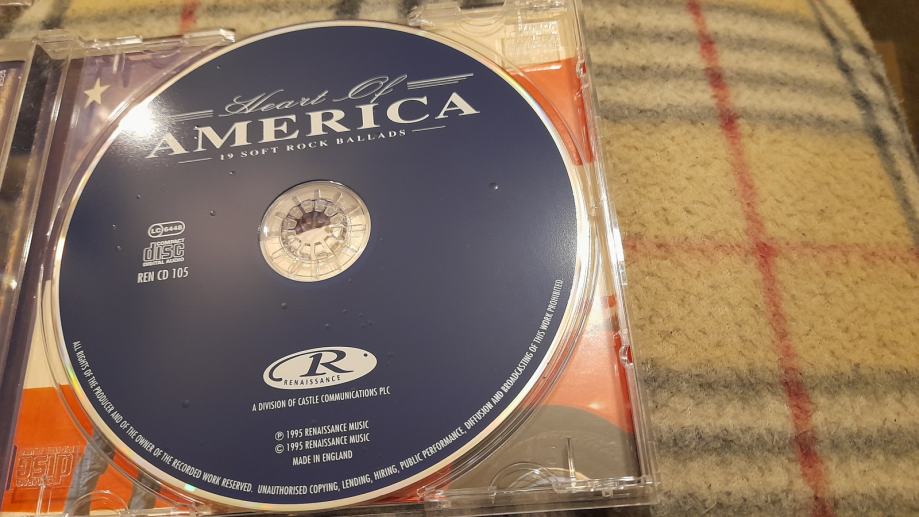 Heart Of
AMERICA
19 SOFT ROCK BALLADS
LC 6448
COMPACT
disc
DIGITAL AUDIO
REN CD 105
R
RENAISSANCE
A DIVISION OF CASTLE COMMUNICATIONS PLC
℗ 1995 RENAISSANCE MUSIC
© 1995 RENAISSANCE MUSIC
MADE IN ENGLAND
ALL RIGHTS OF THE PRODUCER AND OF THE OWNER OF THE RECORDED WORK RESERVED. UNAUTHORISED COPYING, LENDING, HIRING, PUBLIC PERFORMANCE, DIFFUSION AND BROADCASTING OF THIS WORK PROHIBITED.